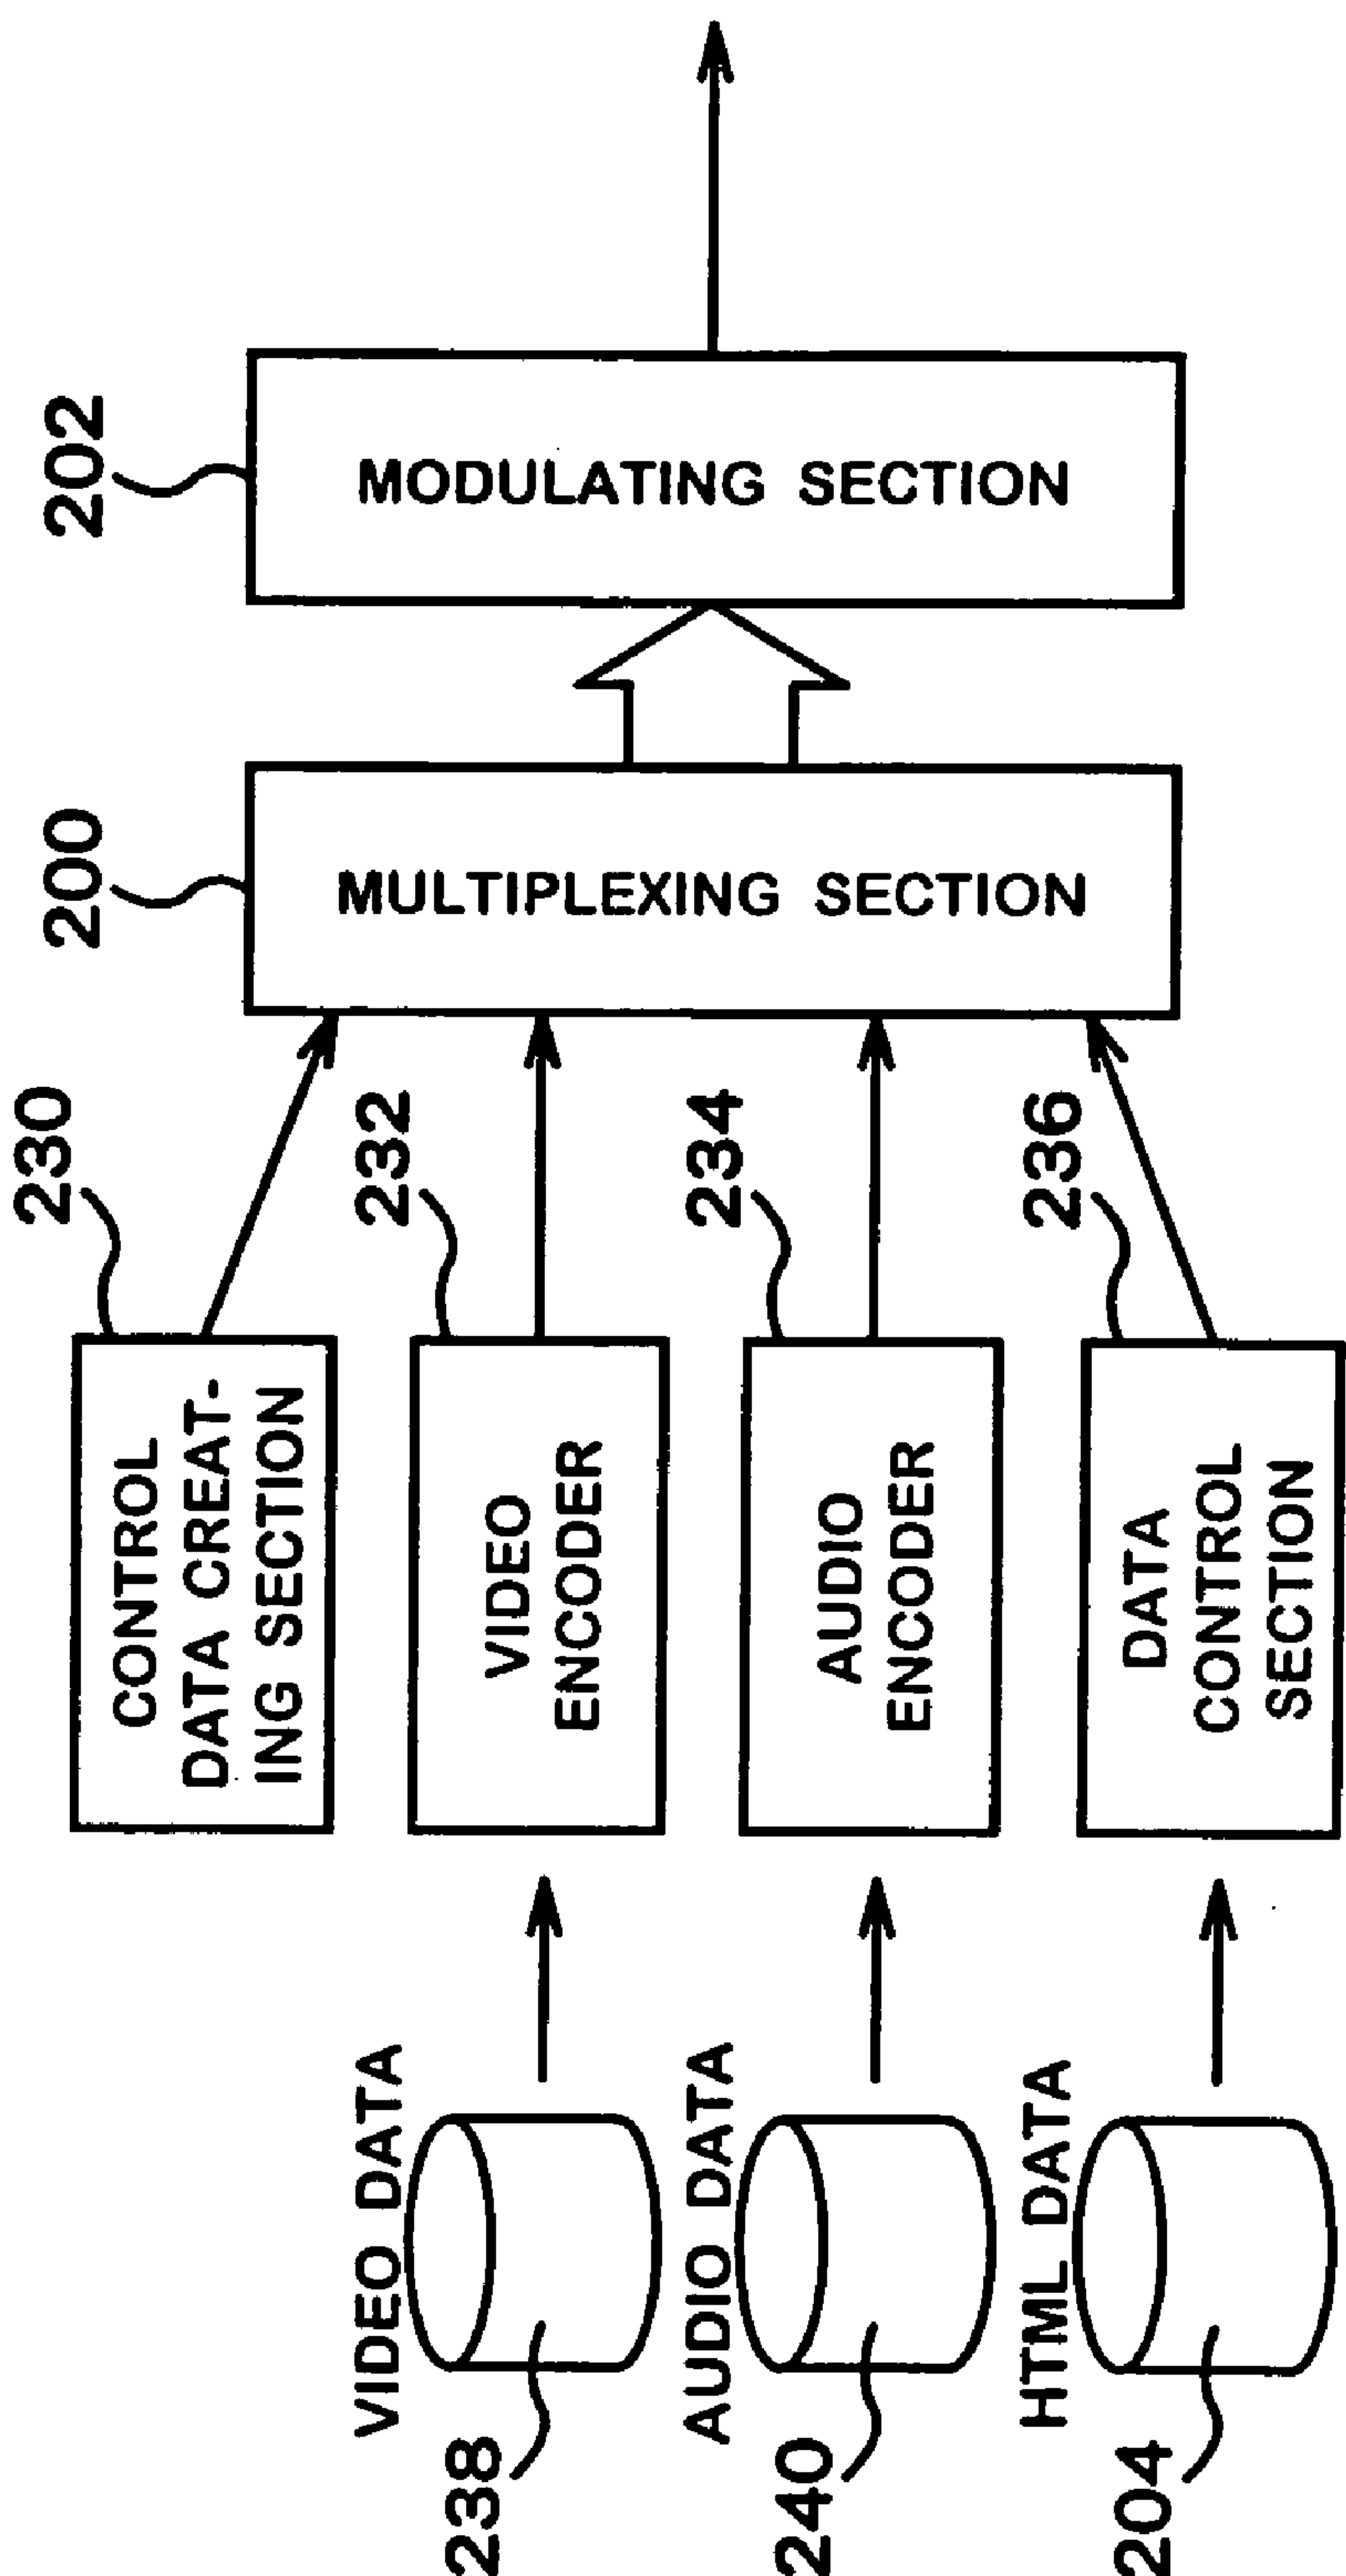 230
CONTROL
DATA CREAT-
ING SECTION
VIDEO DATA
238
232
VIDEO
ENCODER
AUDIO DATA
240
234
AUDIO
ENCODER
HTML DATA
204
236
DATA
CONTROL
SECTION
200
MULTIPLEXING SECTION
202
MODULATING SECTION